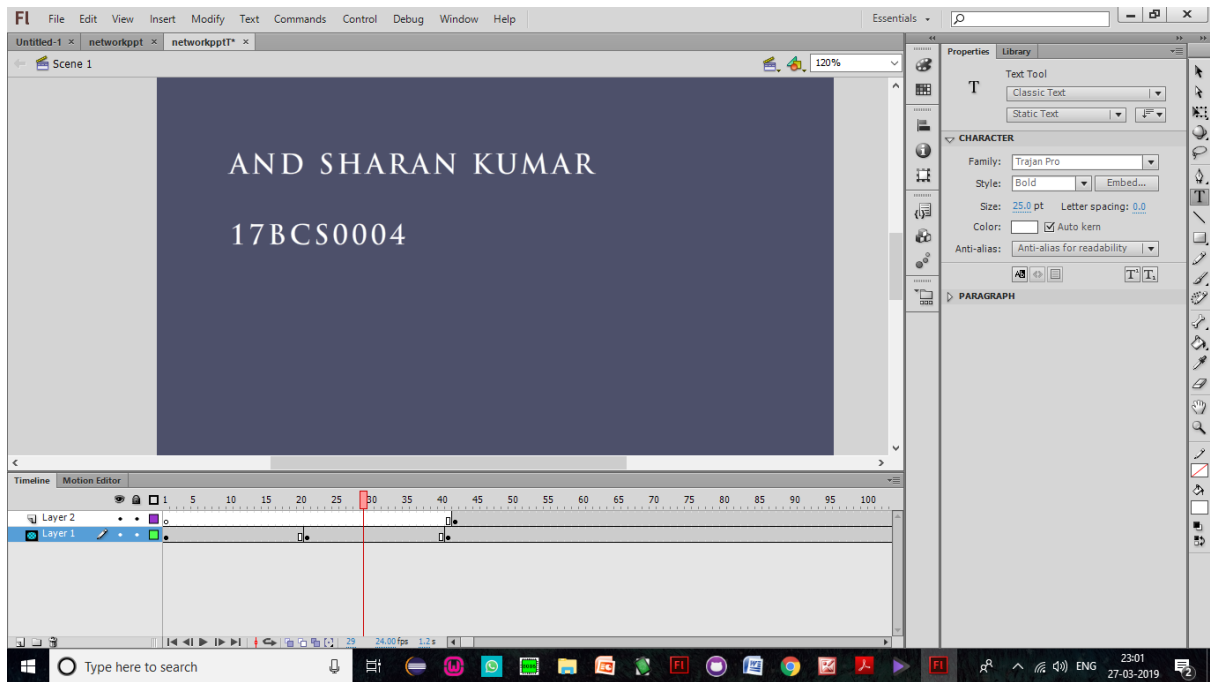 Fl File Edit View Insert Modify Text Commands Control Debug Window Help Essentials
Untitled-1 × networkppt × networkpptT* ×
Scene 1 120%
AND SHARAN KUMAR
17BCS0004
Properties Library
Text Tool
T Classic Text
Static Text
CHARACTER
Family: Trajan Pro
Style: Bold Embed...
Size: 25.0 pt Letter spacing: 0.0
Color: Auto kern
Anti-alias: Anti-alias for readability
T¹ T₁
PARAGRAPH
Timeline Motion Editor
1 5 10 15 20 25 30 35 40 45 50 55 60 65 70 75 80 85 90 95 100
Layer 2
Layer 1
29 24.00 fps 1.2 s
Type here to search ENG 23:01
27-03-2019